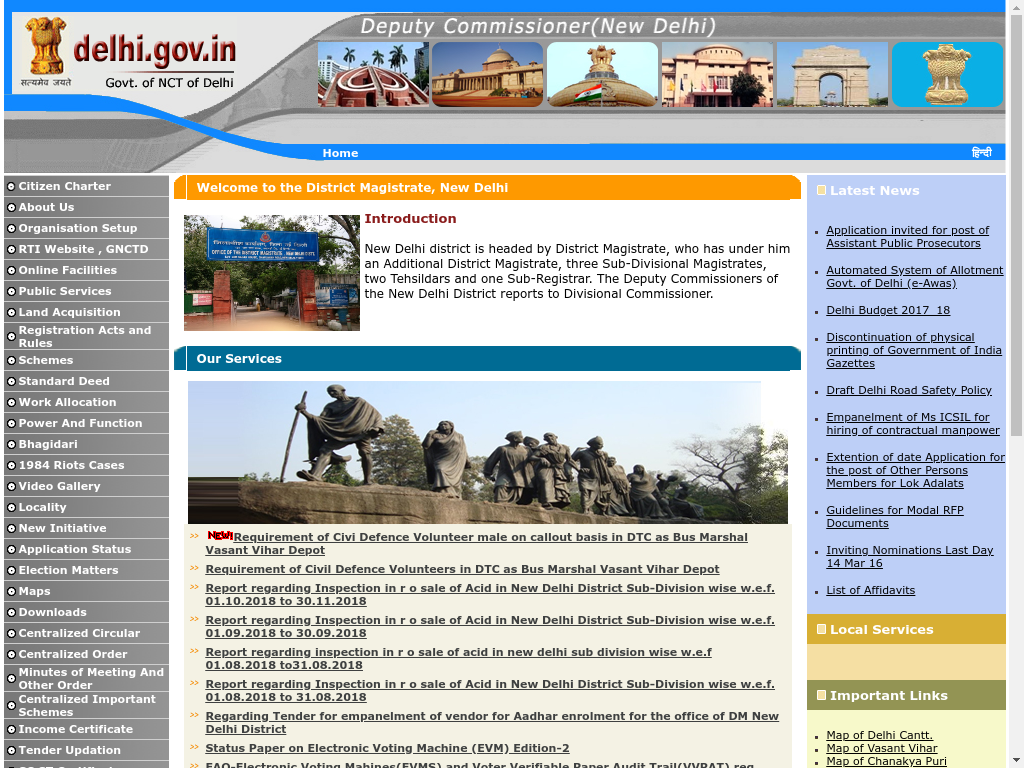 Deputy Commissioner(New Delhi)
delhi.gov.in
सत्यमेव जयते
Govt. of NCT of Delhi
Home
हिन्दी
Citizen Charter
About Us
Organisation Setup
RTI Website , GNCTD
Online Facilities
Public Services
Land Acquisition
Registration Acts and
Rules
Schemes
Standard Deed
Work Allocation
Power And Function
Bhagidari
1984 Riots Cases
Video Gallery
Locality
New Initiative
Application Status
Election Matters
Maps
Downloads
Centralized Circular
Centralized Order
Minutes of Meeting And
Other Order
Centralized Important
Schemes
Income Certificate
Tender Updation
Welcome to the District Magistrate, New Delhi
Introduction
New Delhi district is headed by District Magistrate, who has under him
an Additional District Magistrate, three Sub-Divisional Magistrates,
two Tehsildars and one Sub-Registrar. The Deputy Commissioners of
the New Delhi District reports to Divisional Commissioner.
Our Services
Requirement of Civi Defence Volunteer male on callout basis in DTC as Bus Marshal
Vasant Vihar Depot
Requirement of Civil Defence Volunteers in DTC as Bus Marshal Vasant Vihar Depot
Report regarding Inspection in r o sale of Acid in New Delhi District Sub-Division wise w.e.f.
01.10.2018 to 30.11.2018
Report regarding Inspection in r o sale of Acid in New Delhi District Sub-Division wise w.e.f.
01.09.2018 to 30.09.2018
Report regarding inspection in r o sale of acid in new delhi sub division wise w.e.f
01.08.2018 to31.08.2018
Report regarding Inspection in r o sale of Acid in New Delhi District Sub-Division wise w.e.f.
01.08.2018 to 31.08.2018
Regarding Tender for empanelment of vendor for Aadhar enrolment for the office of DM New
Delhi District
Status Paper on Electronic Voting Machine (EVM) Edition-2
FAQ-Electronic Voting Mahines(EVMS) and Voter Verifiable Paper Audit Trail(VVPAT) reg
Latest News
Application invited for post of
Assistant Public Prosecutors
Automated System of Allotment
Govt. of Delhi (e-Awas)
Delhi Budget 2017_18
Discontinuation of physical
printing of Government of India
Gazettes
Draft Delhi Road Safety Policy
Empanelment of Ms ICSIL for
hiring of contractual manpower
Extention of date Application for
the post of Other Persons
Members for Lok Adalats
Guidelines for Modal RFP
Documents
Inviting Nominations Last Day
14 Mar 16
List of Affidavits
Local Services
Important Links
Map of Delhi Cantt.
Map of Vasant Vihar
Map of Chanakya Puri